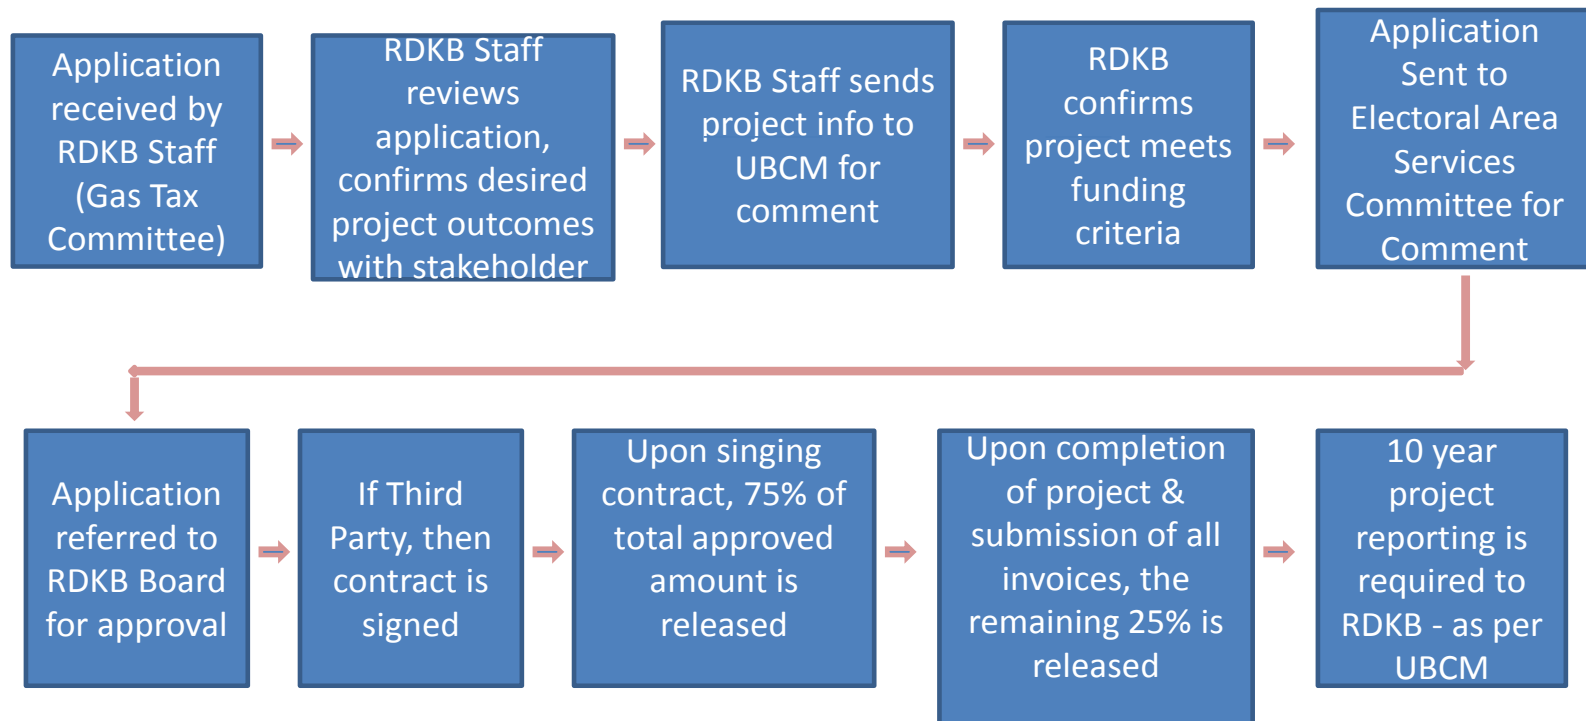 Application
received by
RDKB Staff
(Gas Tax
Committee)
RDKB Staff
reviews
application,
confirms desired
project outcomes
with stakeholder
RDKB Staff sends
project info to
UBCM for
comment
RDKB
confirms
project meets
funding
criteria
Application
Sent to
Electoral Area
Services
Committee for
Comment
Application
referred to
RDKB Board
for approval
If Third
Party, then
contract is
signed
Upon singing
contract, 75% of
total approved
amount is
released
Upon completion
of project &
submission of all
invoices, the
remaining 25% is
released
10 year
project
reporting is
required to
RDKB - as per
UBCM